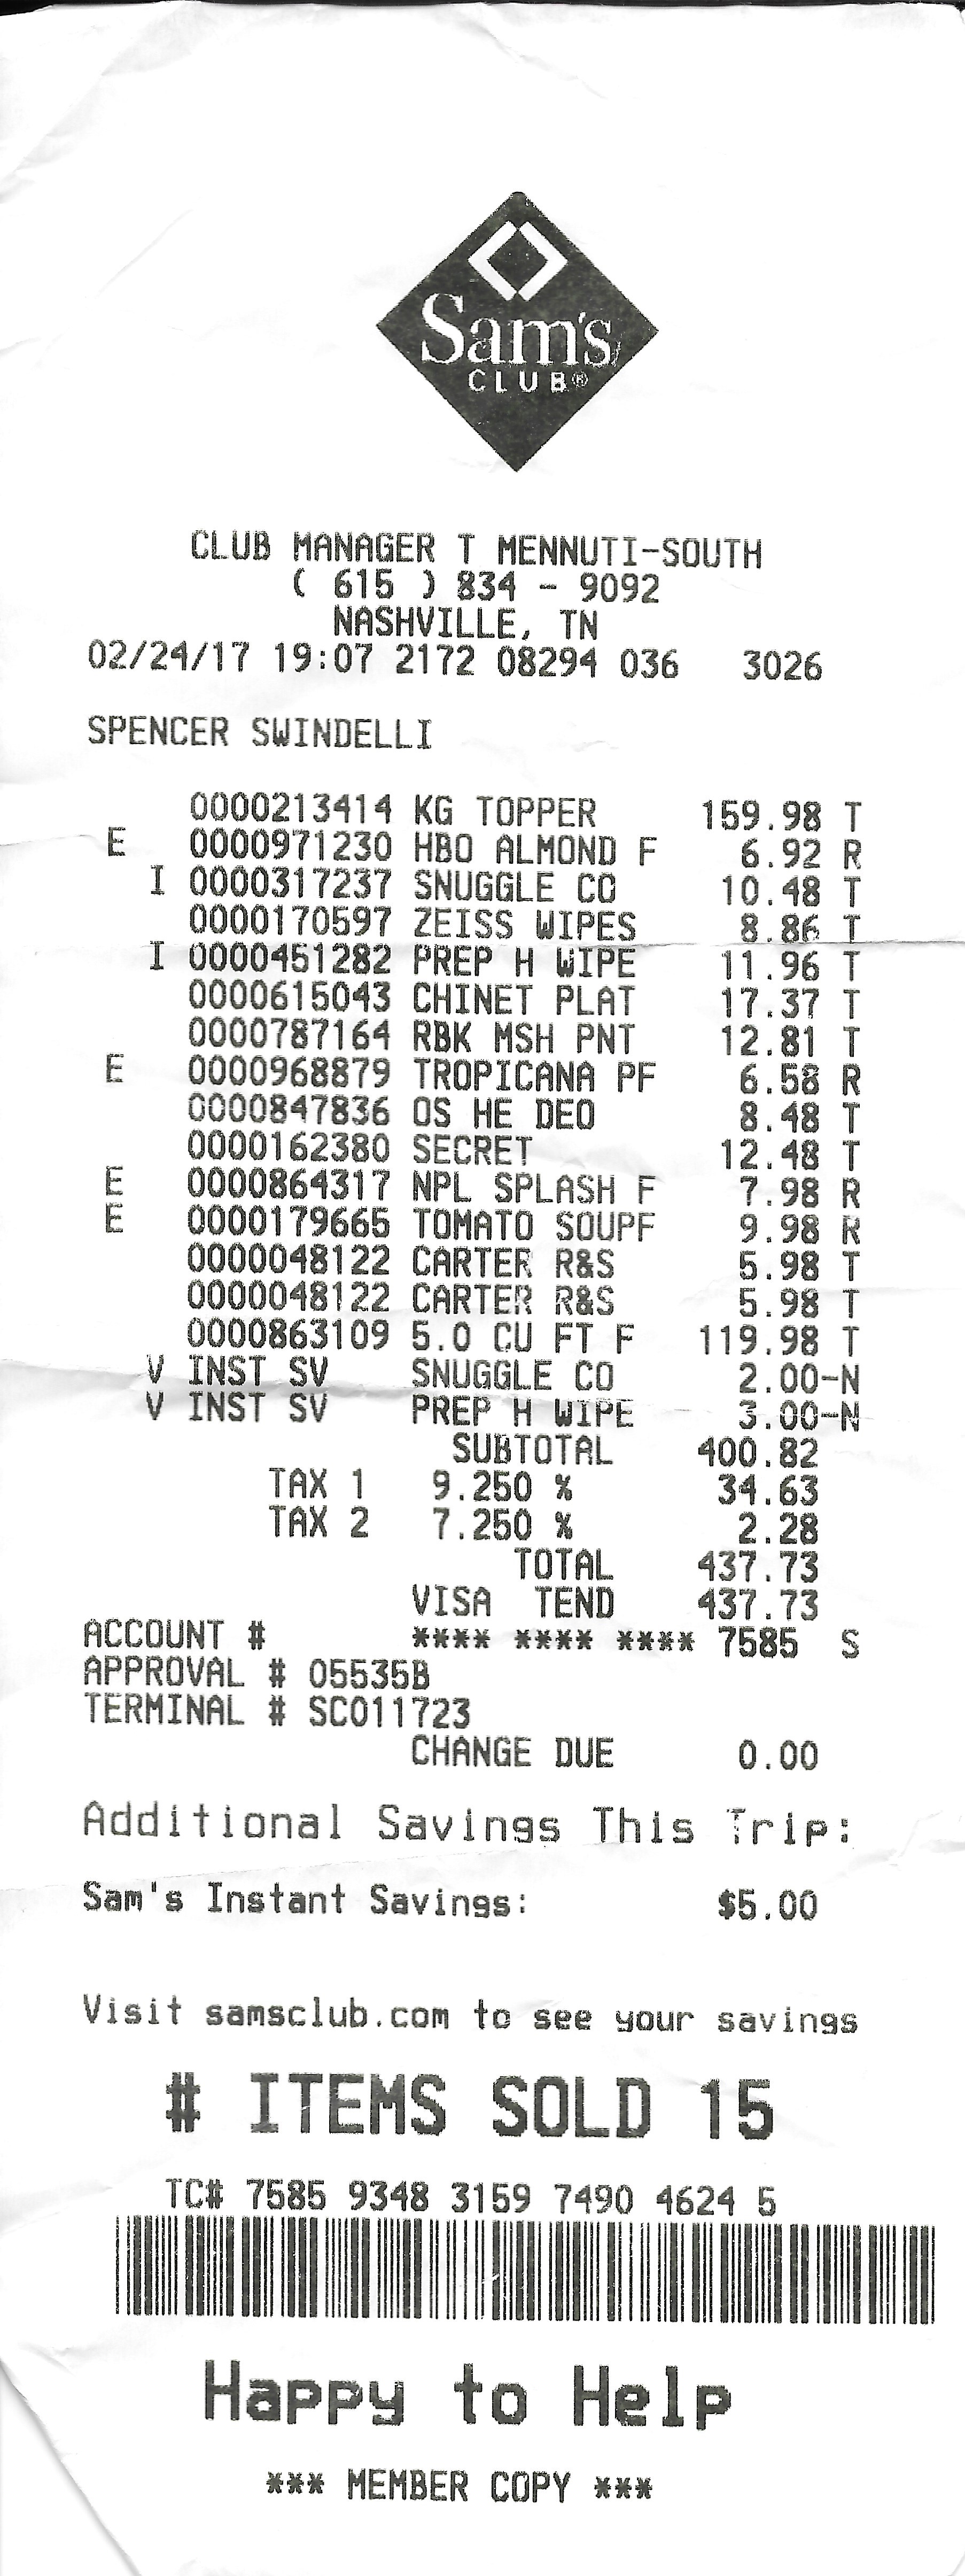 Sam's
CLUB®
CLUB MANAGER T MENNUTI-SOUTH
( 615 ) 834 - 9092
NASHVILLE, TN
02/24/17 19:07 2172 08294 036 3026
SPENCER SWINDELLI
0000213414 KG TOPPER 159.98 T
E 0000971230 HBO ALMOND F 6.92 R
I 0000317237 SNUGGLE CO 10.48 T
0000170597 ZEISS WIPES 8.86 T
I 0000451282 PREP H WIPE 11.96 T
0000615043 CHINET PLAT 17.37 T
0000787164 RBK MSH PNT 12.81 T
E 0000968879 TROPICANA PF 6.58 R
0000847836 OS HE DEO 8.48 T
0000162380 SECRET 12.48 T
E 0000864317 NPL SPLASH F 7.98 R
E 0000179665 TOMATO SOUPF 9.98 R
0000048122 CARTER R&S 5.98 T
0000048122 CARTER R&S 5.98 T
0000863109 5.0 CU FT F 119.98 T
V INST SV SNUGGLE CO 2.00-N
V INST SV PREP H WIPE 3.00-N
SUBTOTAL 400.82
TAX 1 9.250 % 34.63
TAX 2 7.250 % 2.28
TOTAL 437.73
VISA TEND 437.73
ACCOUNT # **** **** **** 7585 S
APPROVAL # 05535B
TERMINAL # SC011723
CHANGE DUE 0.00
Additional Savings This Trip:
Sam's Instant Savings: $5.00
Visit samsclub.com to see your savings
# ITEMS SOLD 15
TC# 7585 9348 3159 7490 4624 5
Happy to Help
*** MEMBER COPY ***